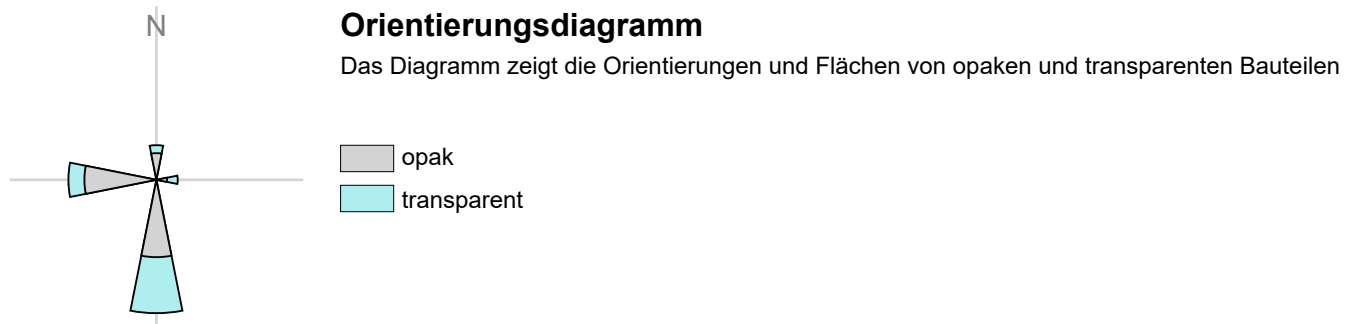 N
Orientierungsdiagramm
Das Diagramm zeigt die Orientierungen und Flächen von opaken und transparenten Bauteilen
opak
transparent